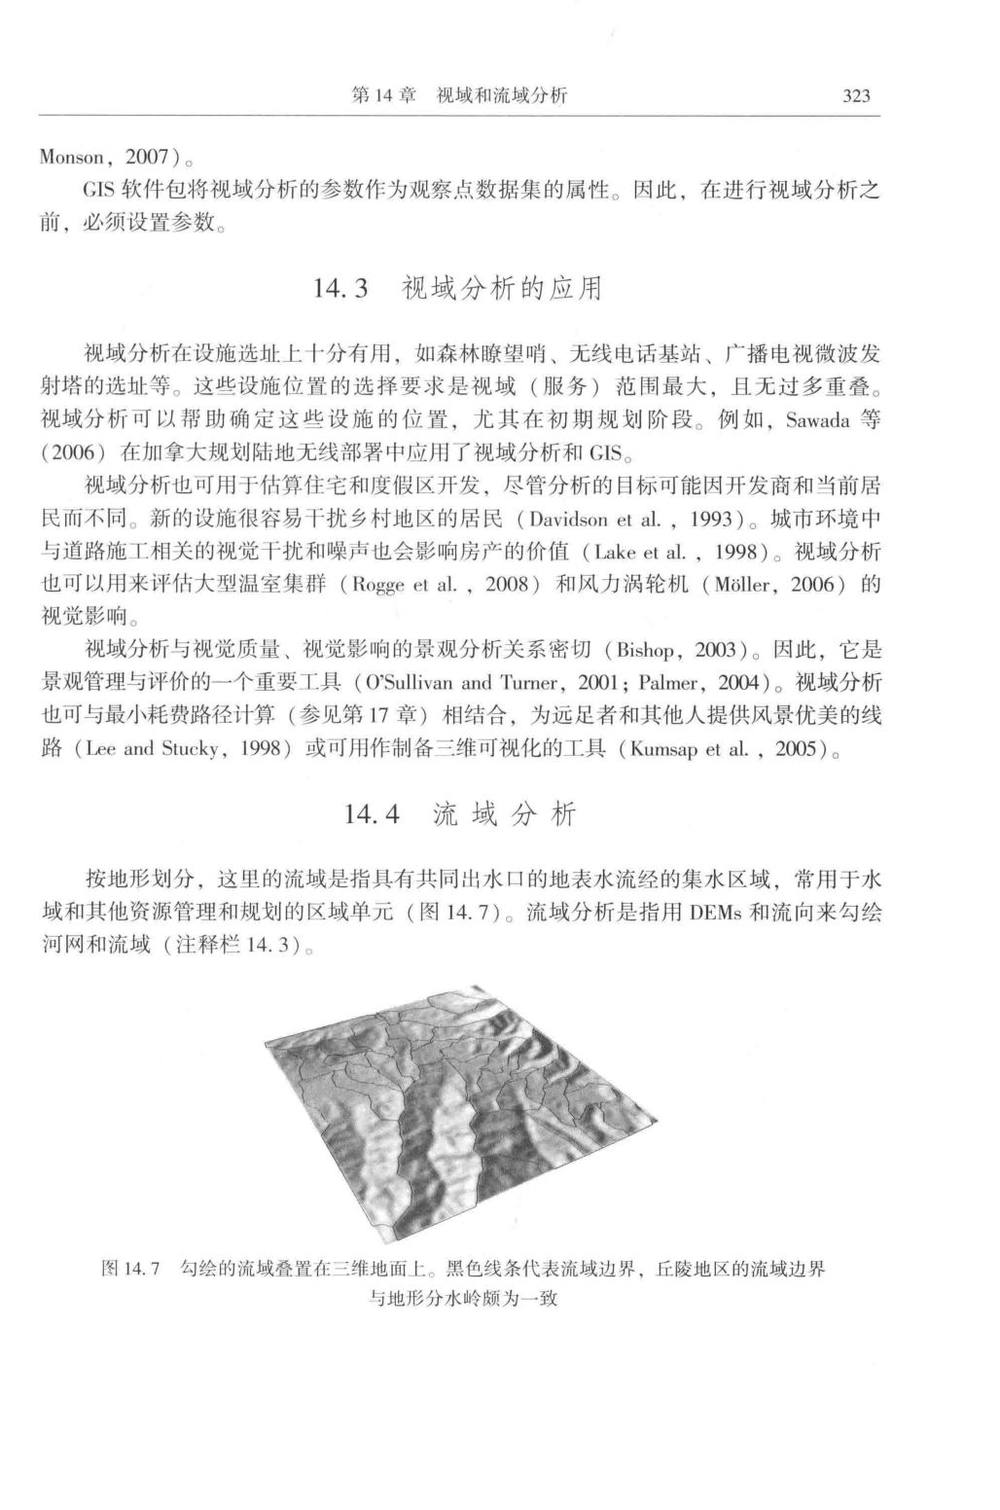 第 14 章　视域和流域分析　323
Monson，2007）。
GIS 软件包将视域分析的参数作为观察点数据集的属性。因此，在进行视域分析之
前，必须设置参数。
14.3　视域分析的应用
视域分析在设施选址上十分有用，如森林瞭望哨、无线电话基站、广播电视微波发
射塔的选址等。这些设施位置的选择要求是视域（服务）范围最大，且无过多重叠。
视域分析可以帮助确定这些设施的位置，尤其在初期规划阶段。例如，Sawada 等
（2006）在加拿大规划陆地无线部署中应用了视域分析和 GIS。
视域分析也可用于估算住宅和度假区开发，尽管分析的目标可能因开发商和当前居
民而不同。新的设施很容易干扰乡村地区的居民（Davidson et al.，1993）。城市环境中
与道路施工相关的视觉干扰和噪声也会影响房产的价值（Lake et al.，1998）。视域分析
也可以用来评估大型温室集群（Rogge et al.，2008）和风力涡轮机（Möller，2006）的
视觉影响。
视域分析与视觉质量、视觉影响的景观分析关系密切（Bishop，2003）。因此，它是
景观管理与评价的一个重要工具（O'Sullivan and Turner，2001；Palmer，2004）。视域分析
也可与最小耗费路径计算（参见第 17 章）相结合，为远足者和其他人提供风景优美的线
路（Lee and Stucky，1998）或可用作制备三维可视化的工具（Kumsap et al.，2005）。
14.4　流域分析
按地形划分，这里的流域是指具有共同出水口的地表水流经的集水区域，常用于水
域和其他资源管理和规划的区域单元（图 14.7）。流域分析是指用 DEMs 和流向来勾绘
河网和流域（注释栏 14.3）。
图 14.7　勾绘的流域叠置在三维地面上。黑色线条代表流域边界，丘陵地区的流域边界
与地形分水岭颇为一致